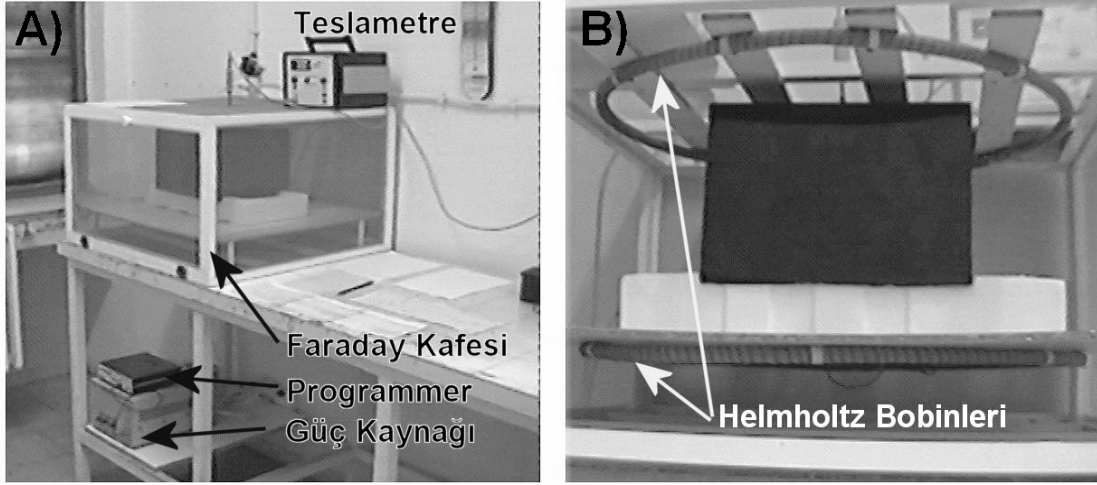 A)
Teslametre
Faraday Kafesi
Programmer
Güç Kaynağı
B)
Helmholtz Bobinleri